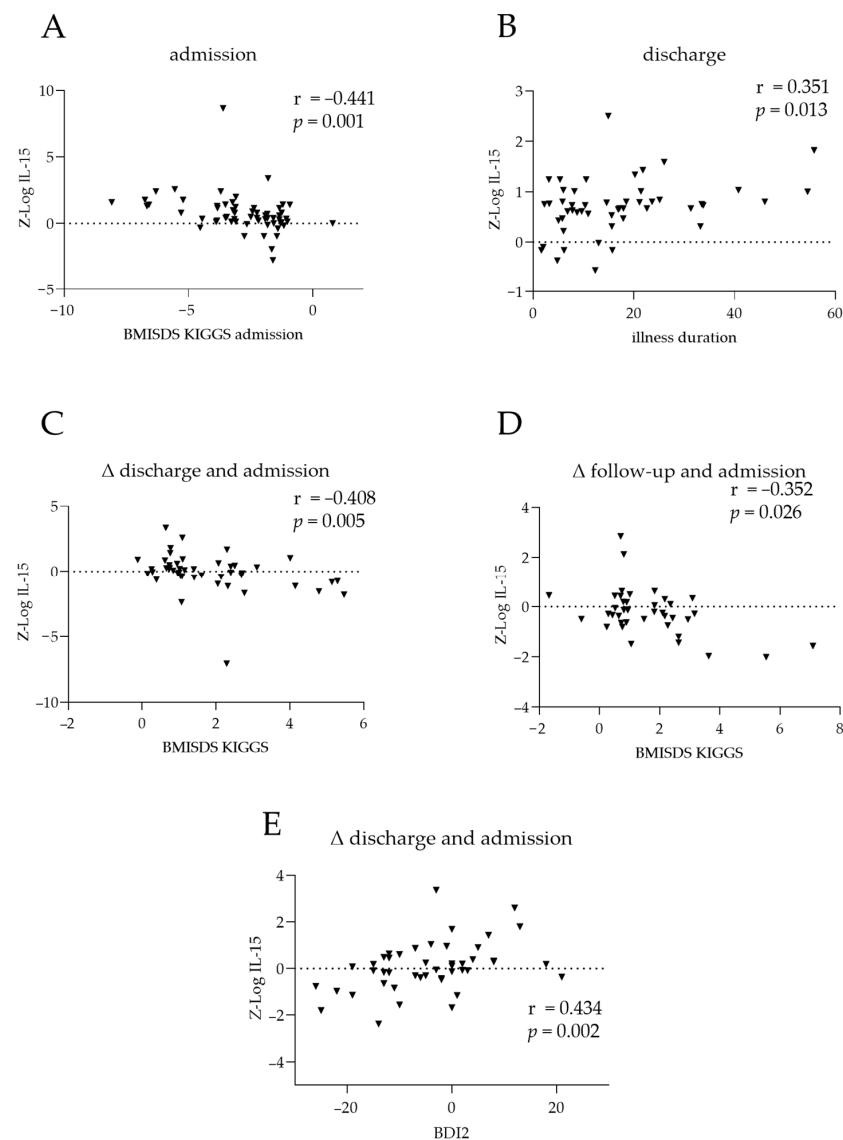 A
admission
r = –0.441
p = 0.001
Z-Log IL-15
10
5
0
–5
–10
–5
0
BMISDS KIGGS admission
B
discharge
r = 0.351
p = 0.013
Z-Log IL-15
3
2
1
0
–1
0
20
40
60
illness duration
C
Δ discharge and admission
r = –0.408
p = 0.005
Z-Log IL-15
5
0
–5
–10
–2
0
2
4
6
BMISDS KIGGS
D
Δ follow-up and admission
r = –0.352
p = 0.026
Z-Log IL-15
4
2
0
–2
–4
–2
0
2
4
6
8
BMISDS KIGGS
E
Δ discharge and admission
Z-Log IL-15
4
2
0
–2
–4
r = 0.434
p = 0.002
–20
0
20
BDI2